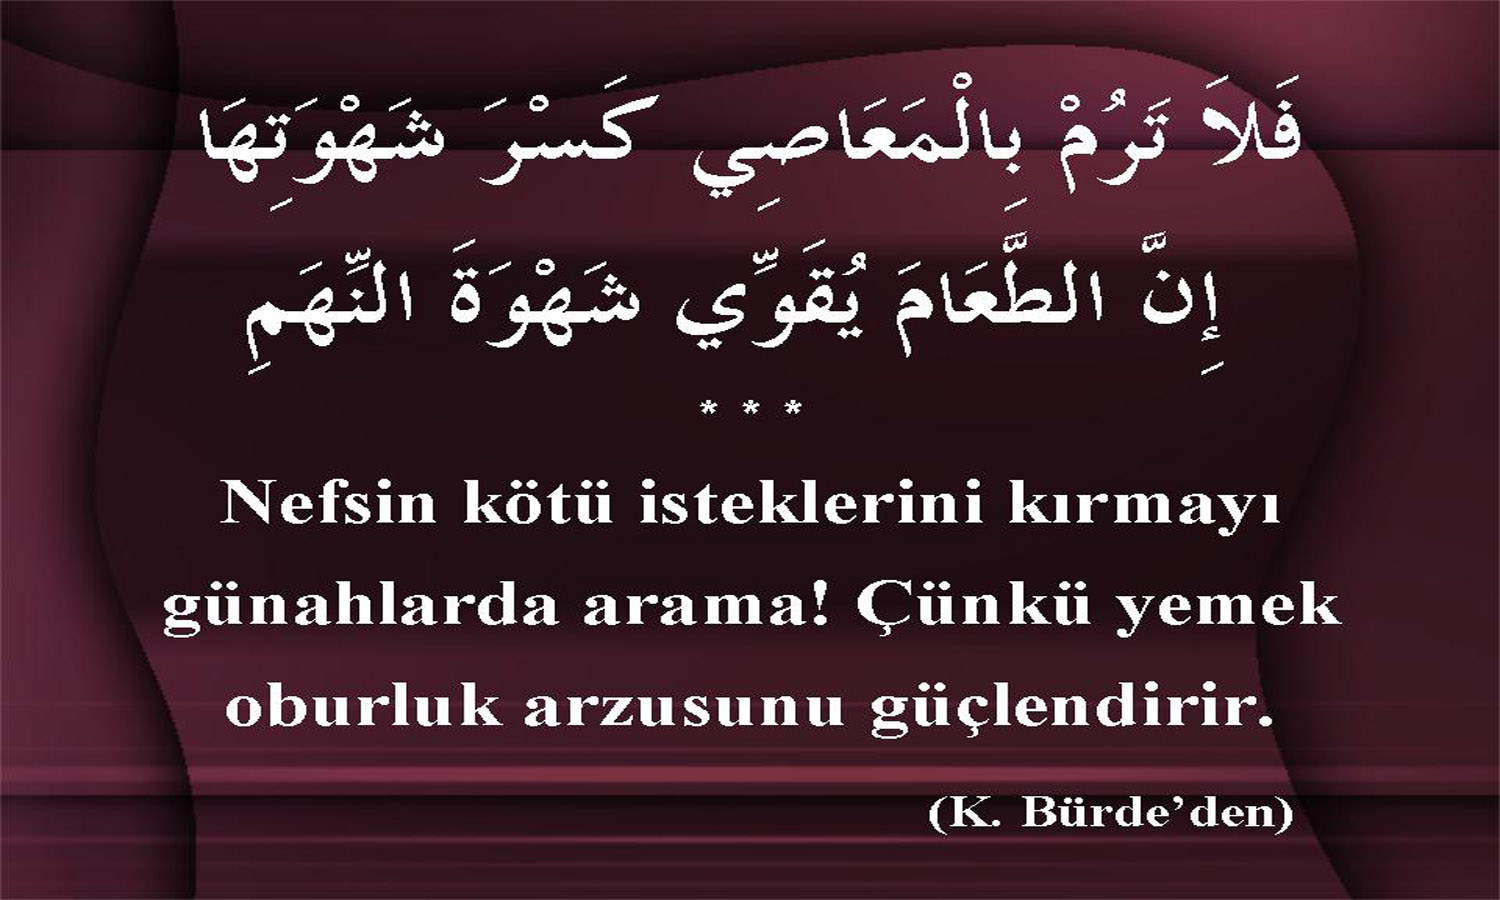 فَلاَ تَرُمْ بِالْمَعَاصِي كَسْرَ شَهْوَتِهَا
إِنَّ الطَّعَامَ يُقَوِّي شَهْوَةَ النَّهِمِ
* * *
Nefsin kötü isteklerini kırmayı
günahlarda arama! Çünkü yemek
oburluk arzusunu güçlendirir.
(K. Bürde’den)